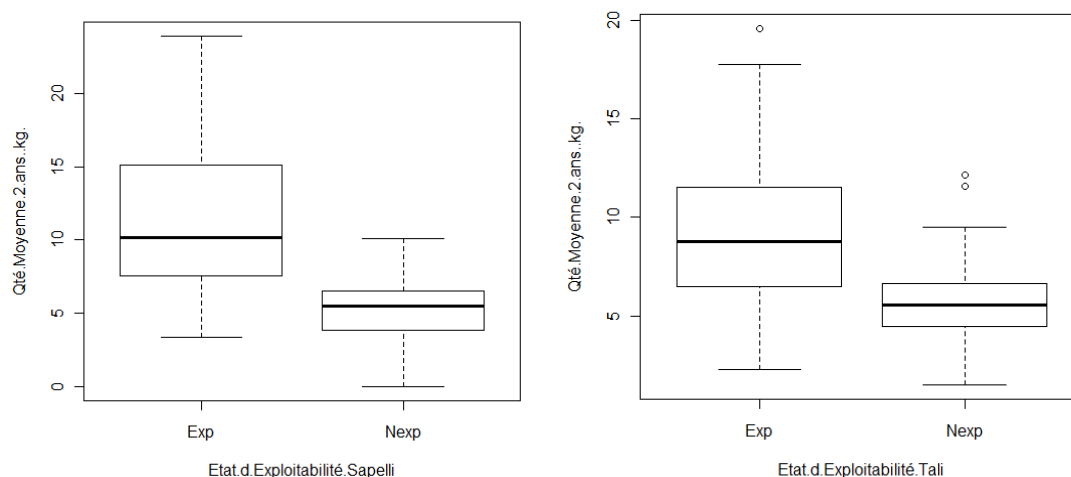 Qté.Moyenne.2.ans..kg.
20
15
10
5
0
Exp Nexp
Etat.d.Exploitabilité.Sapelli
Qté.Moyenne.2.ans..kg.
20
15
10
5
Exp Nexp
Etat.d.Exploitabilité.Tali